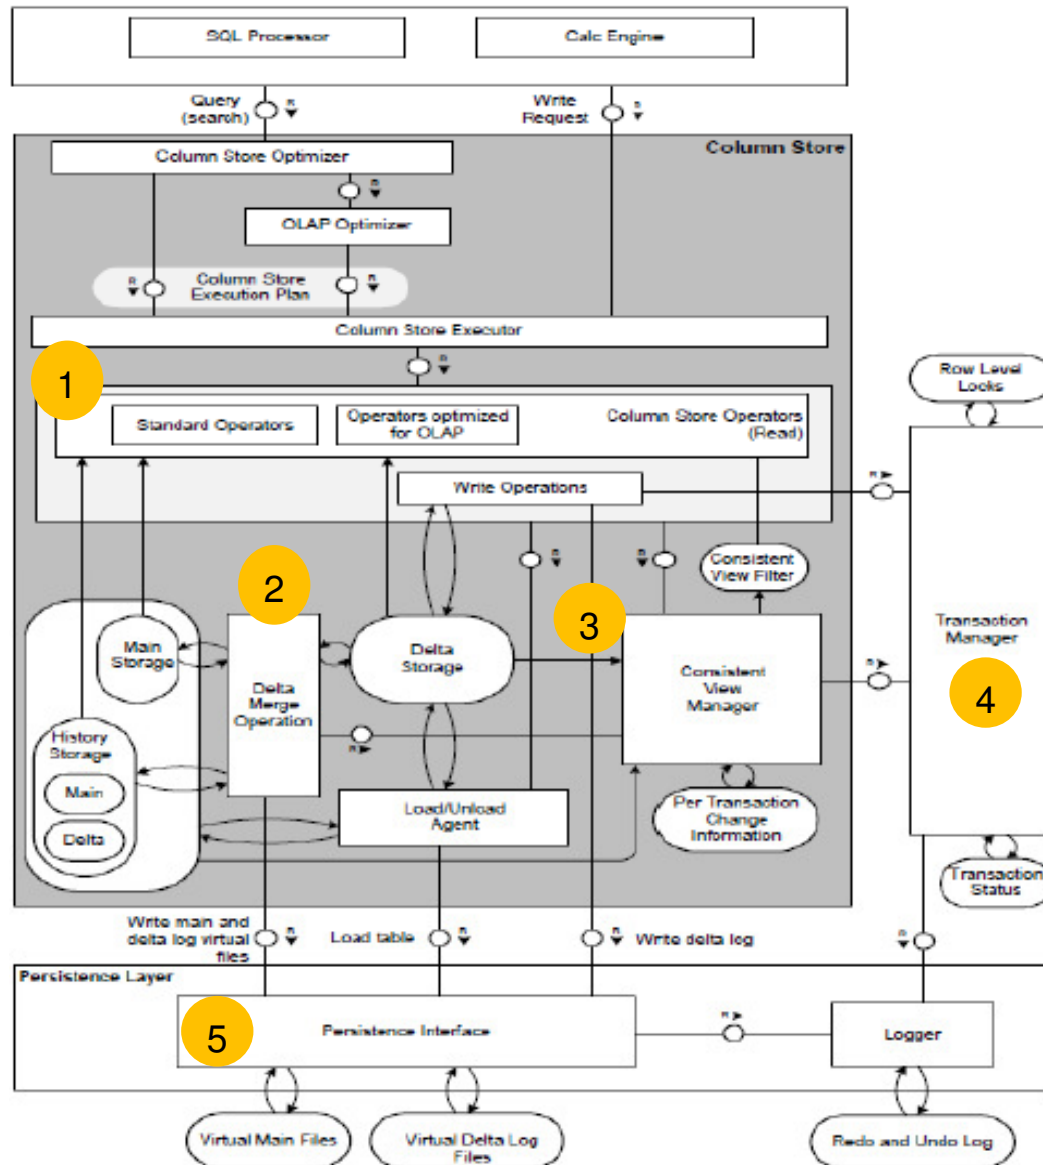 SQL Processor
Calc Engine
Query
(search)
R
Write
Request
R
Column Store
Column Store Optimizer
R
OLAP Optimizer
R
Column Store
Execution Plan
R
Column Store Executor
R
1
Row Level
Locks
Standard Operators
Operators optimized
for OLAP
Column Store Operators
(Read)
Write Operations
R
R
R
Consistent
View Filter
2
3
Main
Storage
Delta
Storage
Transaction
Manager
4
Delta
Merge
Operation
Consistent
View
Manager
R
History
Storage
Main
Delta
R
Load/Unload
Agent
Per Transaction
Change
Information
Transaction
Status
Write main and
delta log virtual
files
R
Load table
R
R
Write delta log
R
Persistence Layer
5
Persistence Interface
R
Logger
Virtual Main Files
Virtual Delta Log
Files
Redo and Undo Log